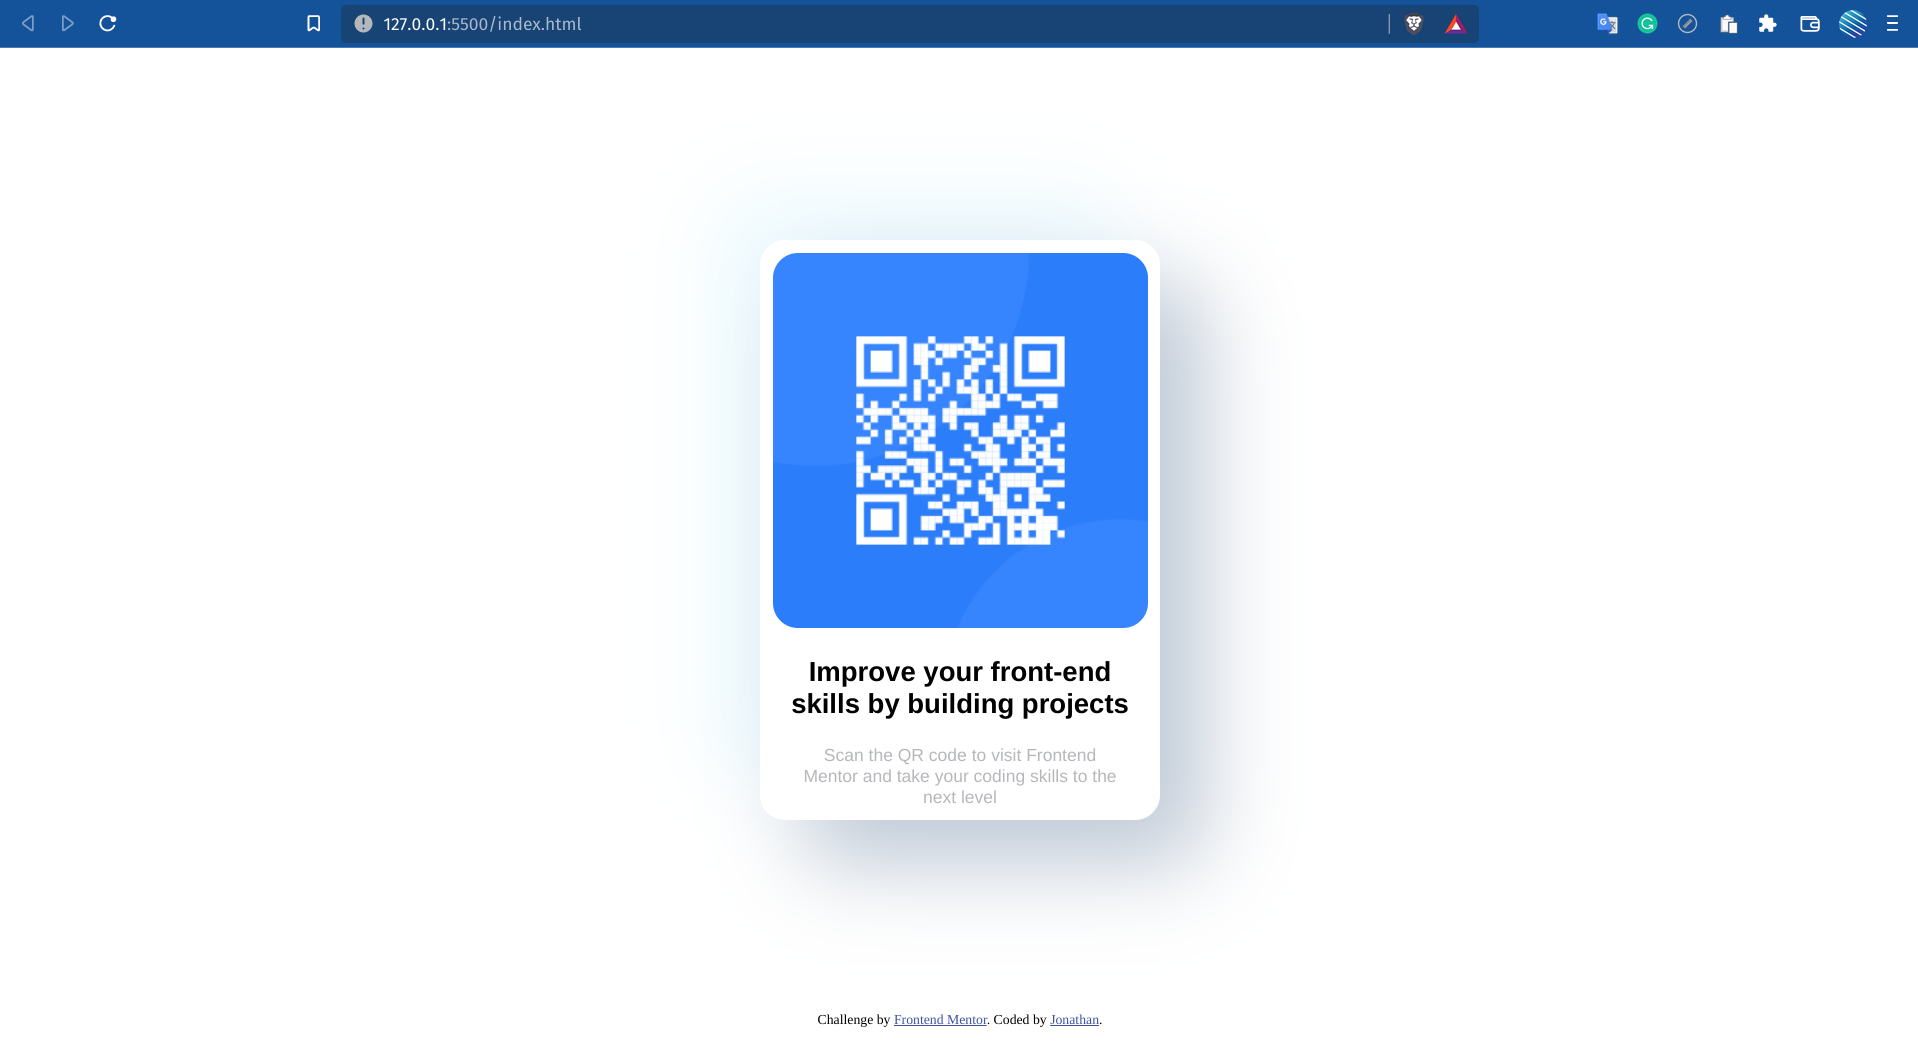 127.0.0.1:5500/index.html
Improve your front-end
skills by building projects
Scan the QR code to visit Frontend
Mentor and take your coding skills to the
next level
Challenge by Frontend Mentor. Coded by Jonathan.